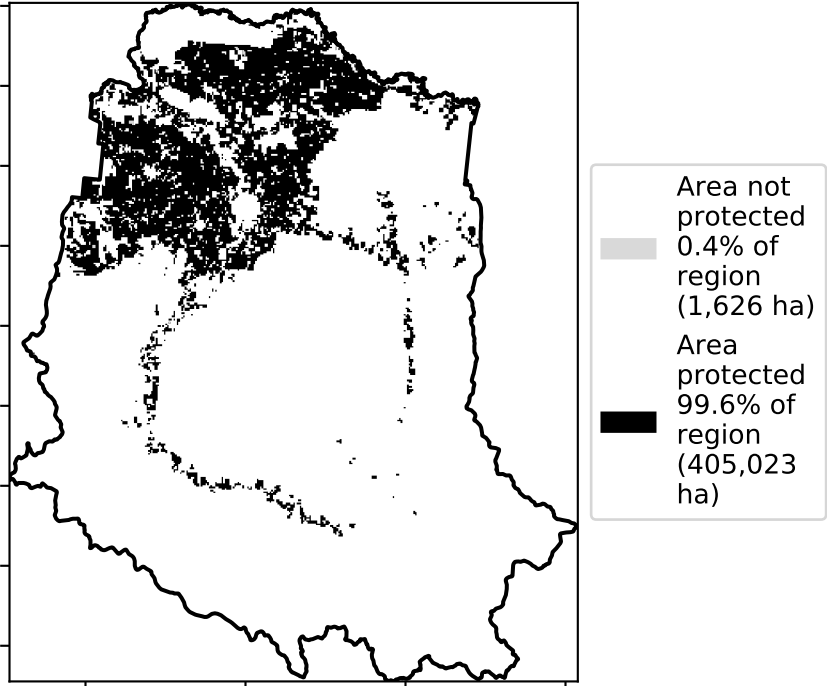 Area not
protected
0.4% of
region
(1,626 ha)
Area
protected
99.6% of
region
(405,023
ha)